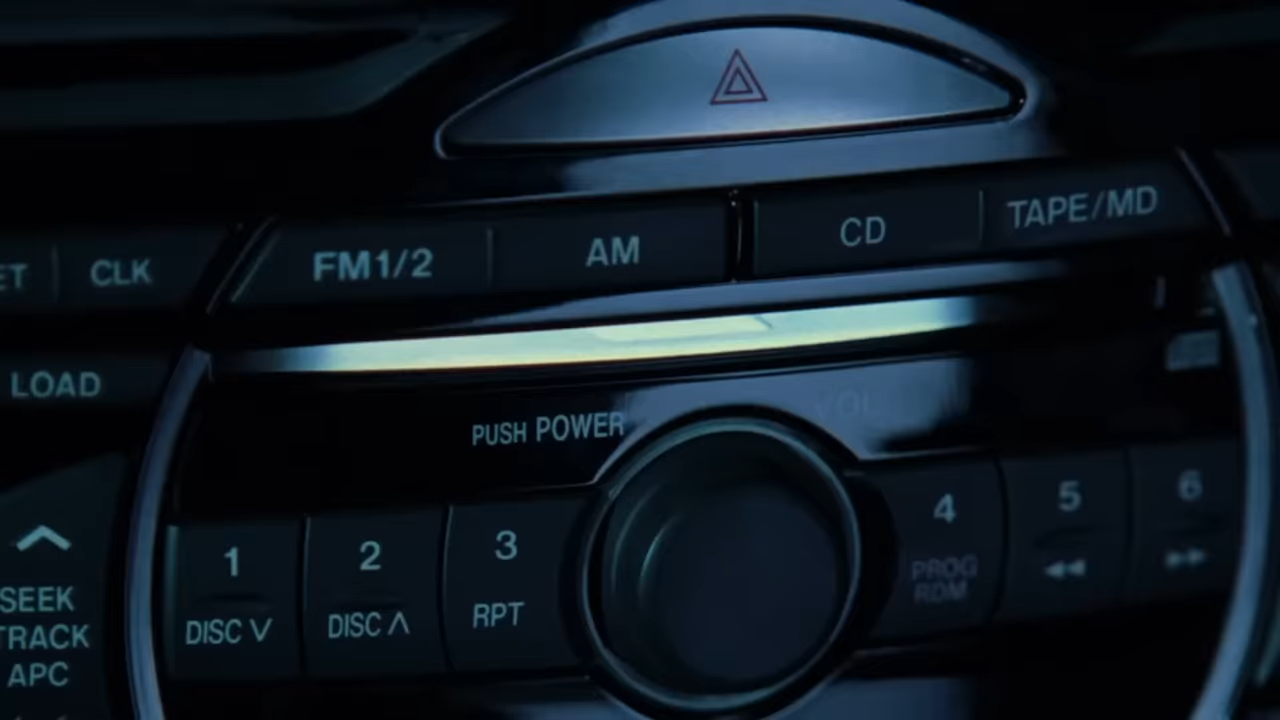 FM1/2 AM CD TAPE/MD
CLK
LOAD
PUSH POWER VOL
1 2 3 4 5 6
DISC ∨ DISC ∧ RPT PROG
RDM
SEEK
TRACK
APC